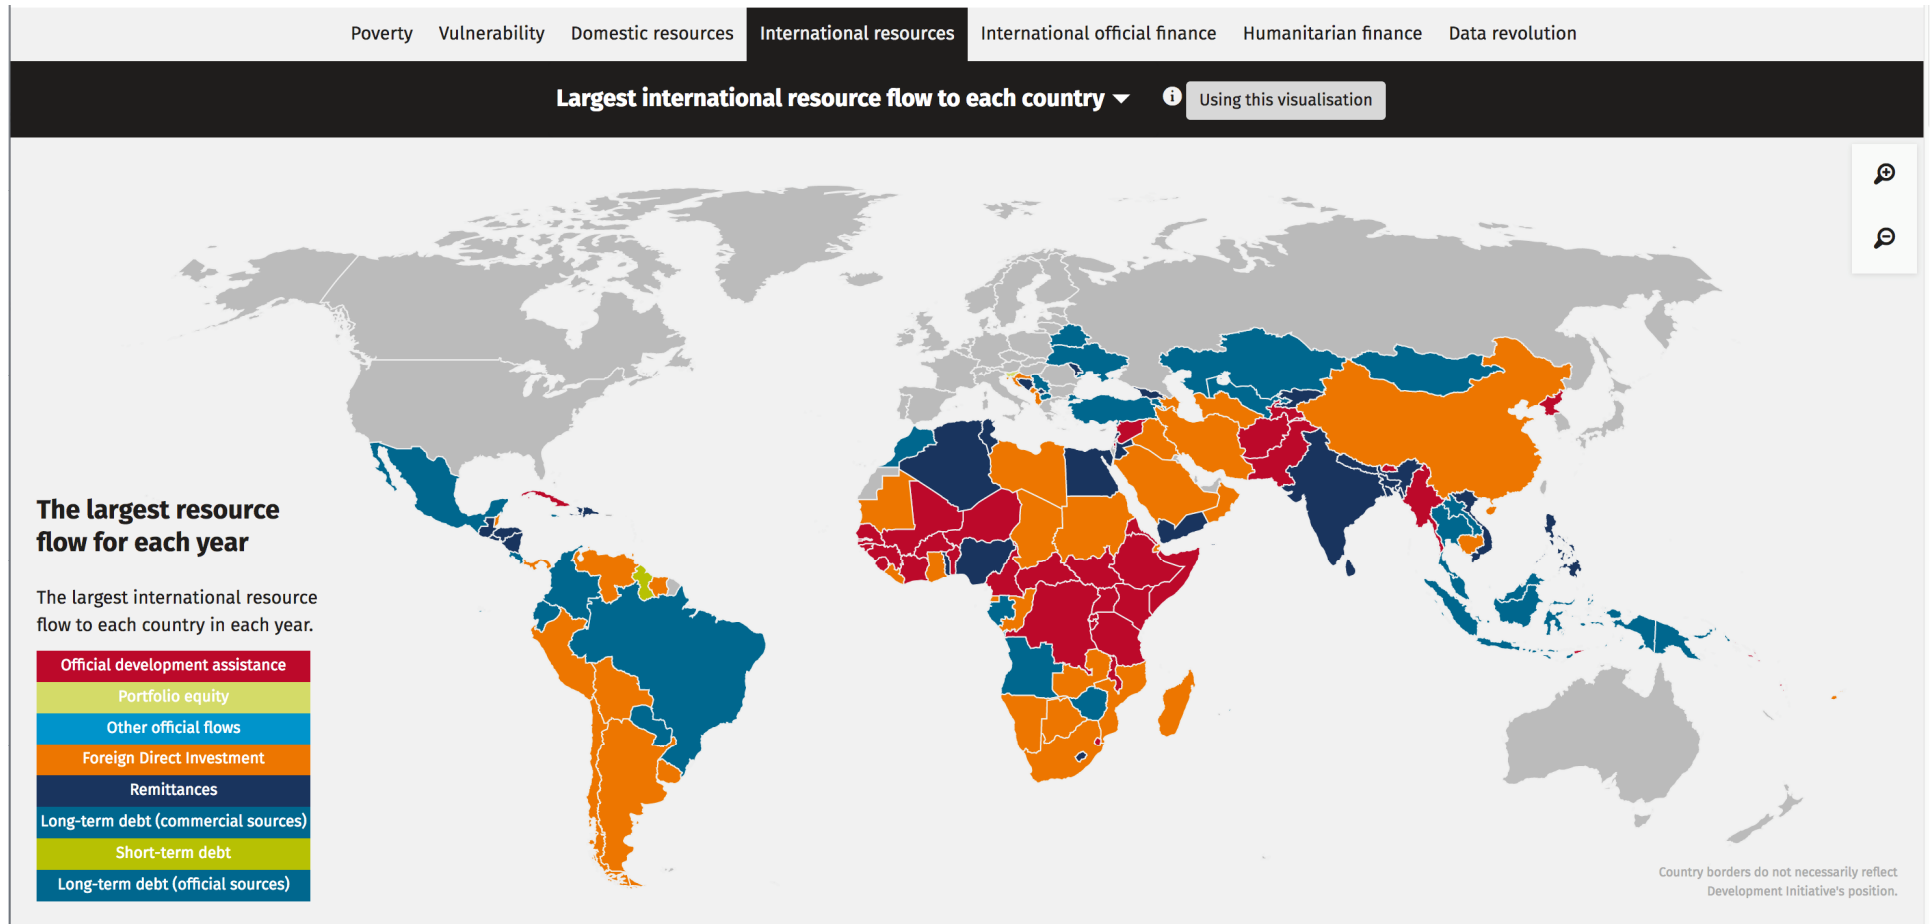 Poverty Vulnerability Domestic resources International resources International official finance Humanitarian finance Data revolution
Largest international resource flow to each country
i
Using this visualisation
The largest resource
flow for each year
The largest international resource
flow to each country in each year.
Official development assistance
Portfolio equity
Other official flows
Foreign Direct Investment
Remittances
Long-term debt (commercial sources)
Short-term debt
Long-term debt (official sources)
Country borders do not necessarily reflect
Development Initiative's position.